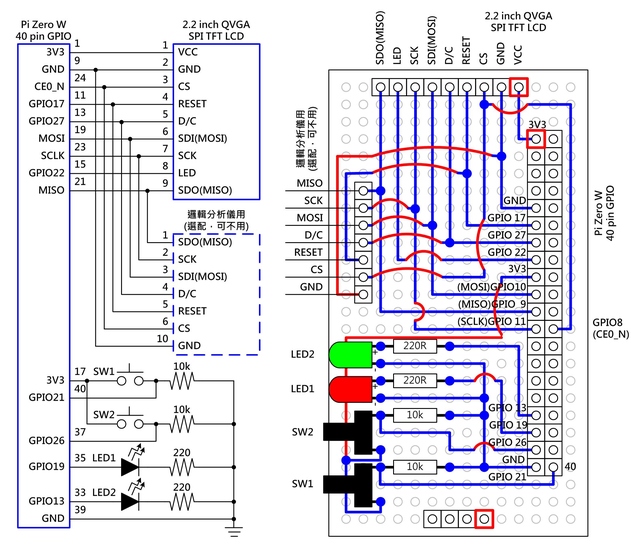 Pi Zero W
40 pin GPIO
2.2 inch QVGA
SPI TFT LCD
3V3 1 1 VCC
GND 9 2 GND
CE0_N 24 3 CS
GPIO17 11 4 RESET
GPIO27 13 5 D/C
MOSI 19 6 SDI(MOSI)
SCLK 23 7 SCK
GPIO22 15 8 LED
MISO 21 9 SDO(MISO)
邏輯分析儀用
(選配﹐可不用)
1 SDO(MISO)
2 SCK
3 SDI(MOSI)
4 D/C
5 RESET
6 CS
10 GND
3V3 17 SW1 10k
GPIO21 40
SW2 10k
GPIO26 37
GPIO19 35 LED1 220
GPIO13 33 LED2 220
GND 39
2.2 inch QVGA
SPI TFT LCD
SDO(MISO)
LED
SCK
SDI(MOSI)
D/C
RESET
CS
GND
VCC
邏輯分析儀用
(選配﹐可不用)
3V3
MISO
SCK
MOSI
D/C
RESET
CS
GND
GND
GPIO 17
GPIO 27
GPIO 22
3V3
(MOSI)GPIO10
(MISO)GPIO 9
(SCLK)GPIO 11
Pi Zero W
40 pin GPIO
GPIO8
(CE0_N)
LED2 + 220R
-
LED1 + 220R
-
GPIO 13
SW2 10k
GPIO 19
GPIO 26
GND
SW1 10k 40
GPIO 21